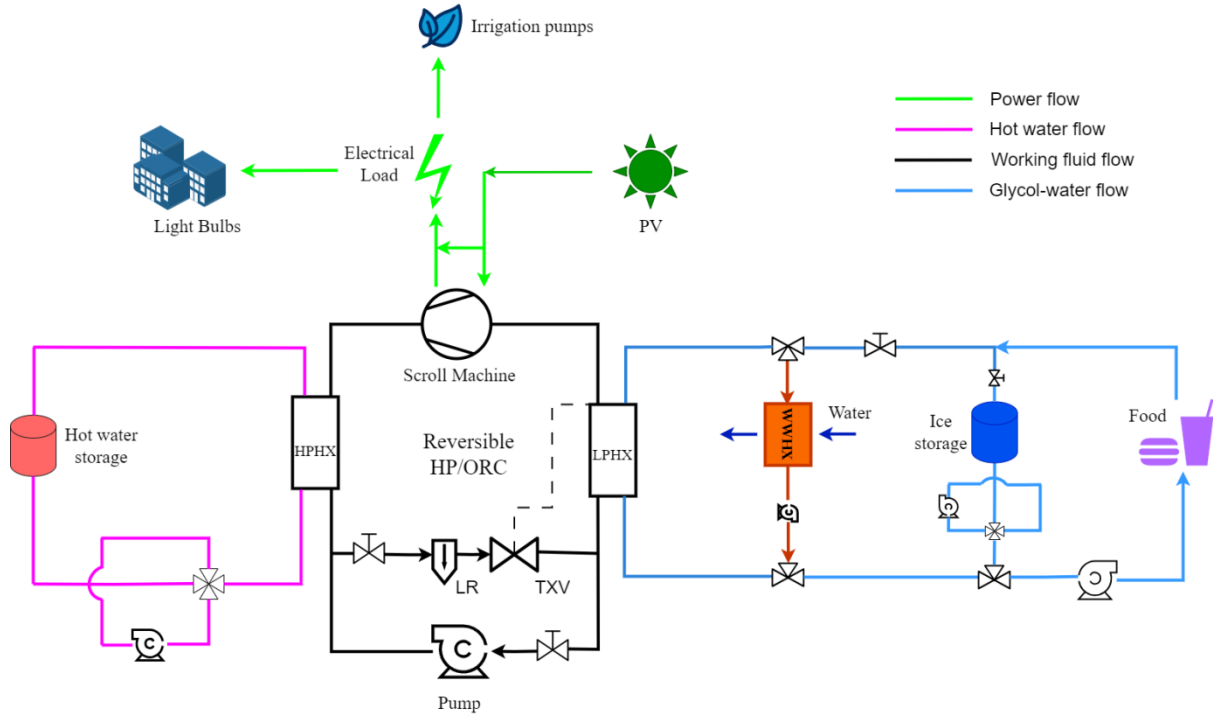 Irrigation pumps
Power flow
Hot water flow
Working fluid flow
Glycol-water flow
Electrical
Load
Light Bulbs
PV
Scroll Machine
Hot water
storage
HPHX
Reversible
HP/ORC
LPHX
WWHX
Water
Ice
storage
Food
LR
TXV
C
C
C
C
C
C
Pump